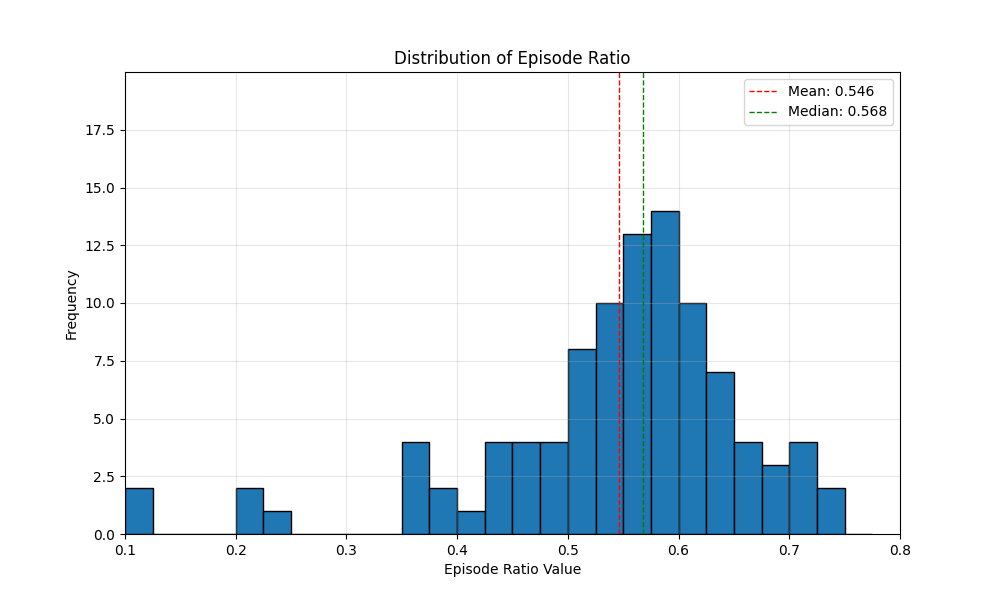 Distribution of Episode Ratio
Mean: 0.546
Median: 0.568
17.5
15.0
12.5
10.0
7.5
5.0
2.5
0.0
Frequency
0.1 0.2 0.3 0.4 0.5 0.6 0.7 0.8
Episode Ratio Value